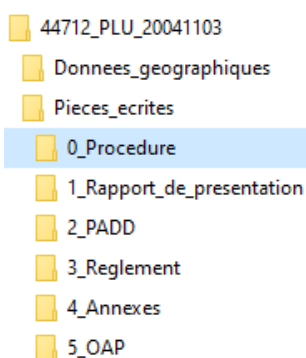 44712_PLU_20041103
Donnees_geographiques
Pieces_ecrites
0_Procedure
1_Rapport_de_presentation
2_PADD
3_Reglement
4_Annexes
5_OAP